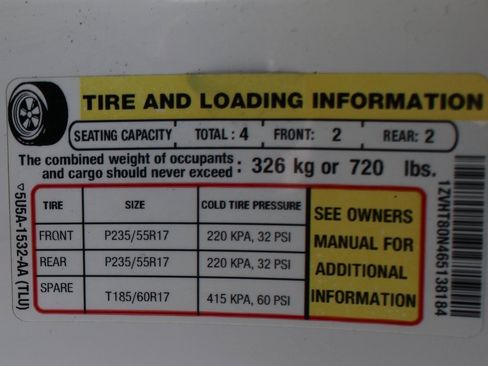 TIRE AND LOADING INFORMATION
SEATING CAPACITY TOTAL: 4 FRONT: 2 REAR: 2
The combined weight of occupants
and cargo should never exceed : 326 kg or 720 lbs.
TIRE SIZE COLD TIRE PRESSURE
FRONT P235/55R17 220 KPA, 32 PSI
REAR P235/55R17 220 KPA, 32 PSI
SPARE T185/60R17 415 KPA, 60 PSI
SEE OWNERS
MANUAL FOR
ADDITIONAL
INFORMATION
5U5A-1532-AA (TLU)
1ZVHT80N465138184